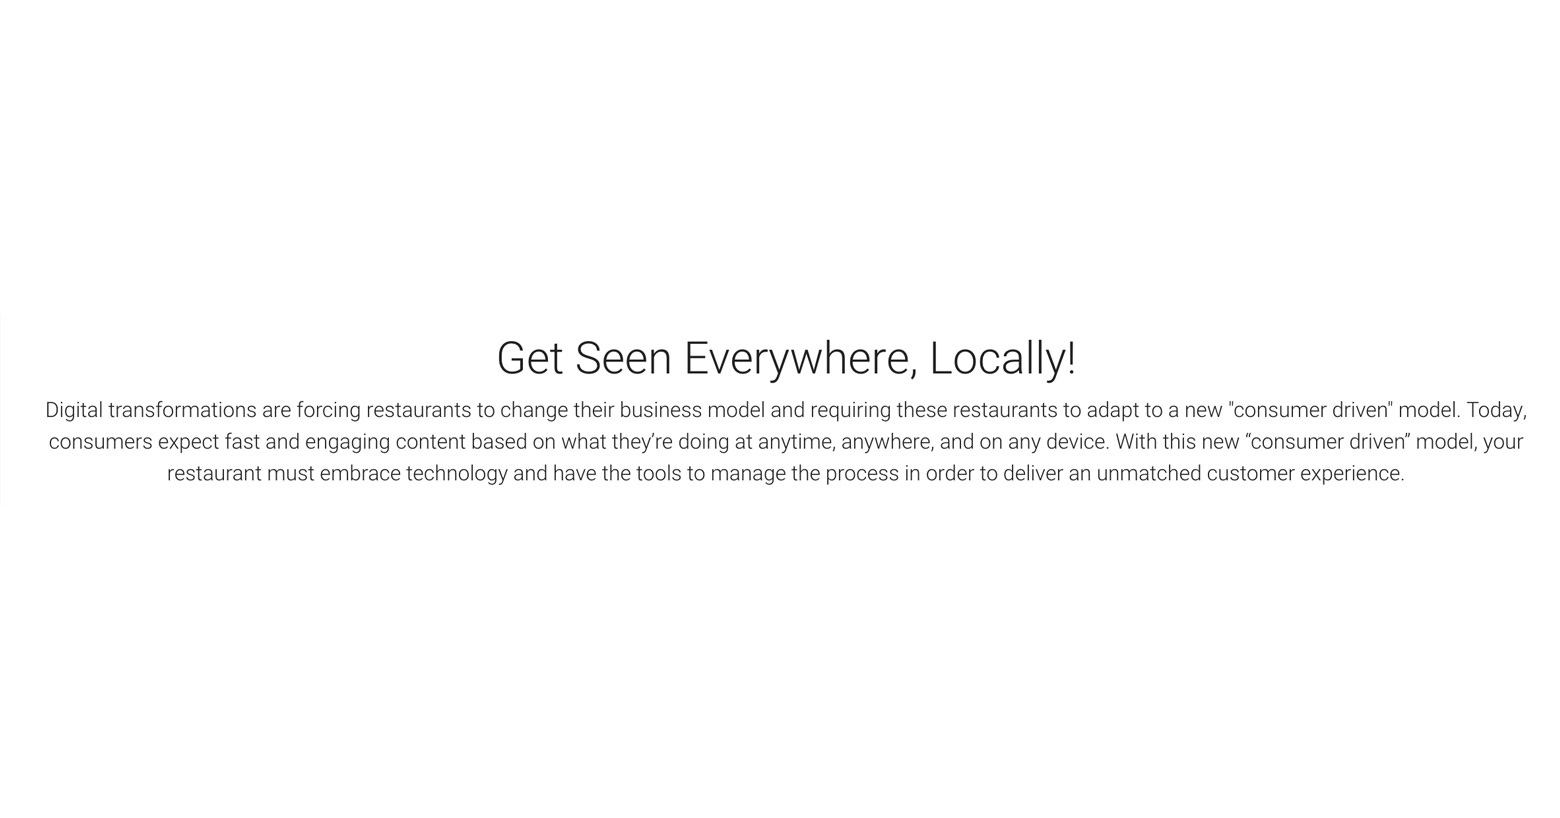 Get Seen Everywhere, Locally!
Digital transformations are forcing restaurants to change their business model and requiring these restaurants to adapt to a new "consumer driven" model. Today,
consumers expect fast and engaging content based on what they’re doing at anytime, anywhere, and on any device. With this new “consumer driven” model, your
restaurant must embrace technology and have the tools to manage the process in order to deliver an unmatched customer experience.